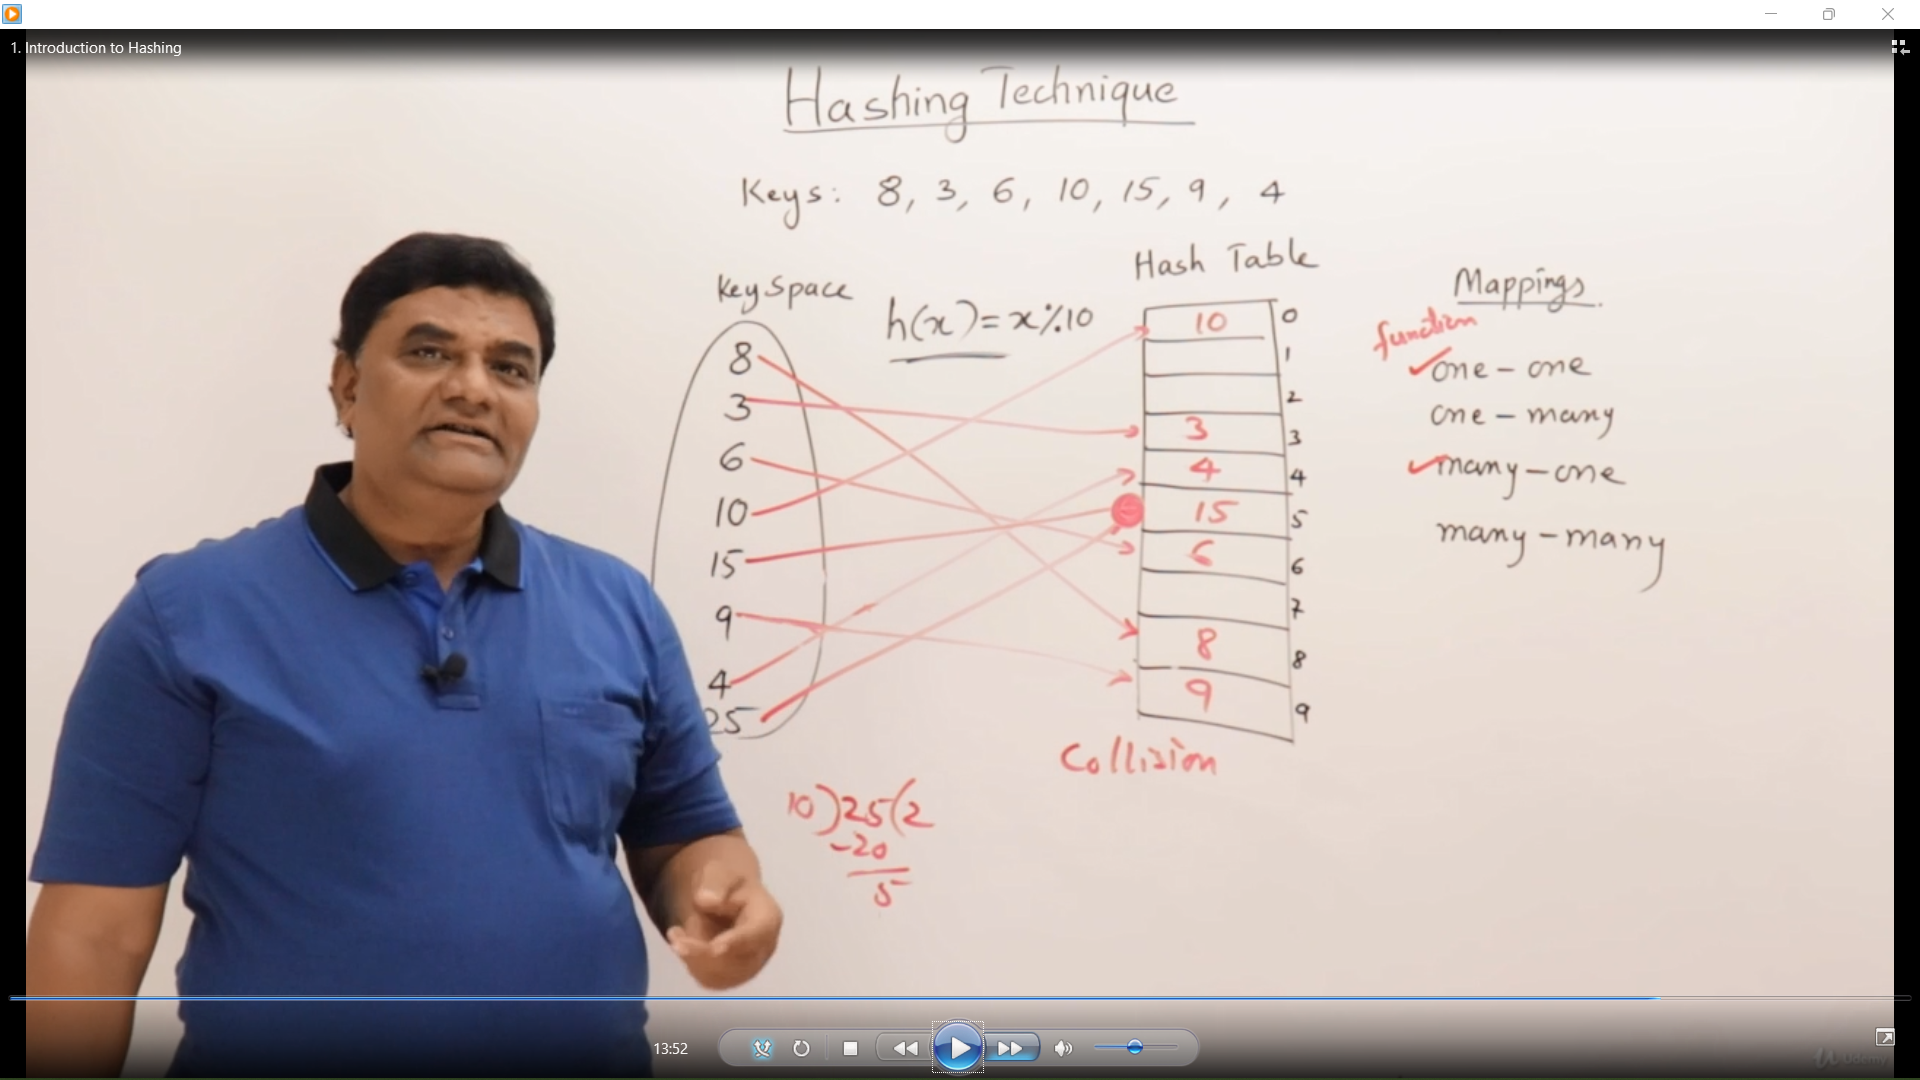 1. Introduction to Hashing
Hashing Technique
Keys: 8, 3, 6, 10, 15, 9, 4
Key Space
h(x) = x%10
Hash Table
Mappings
function
one - one
one - many
many - one
many - many
8
3
6
10
15
9
4
25
10 0
1
2
3 3
4 4
15 5
6 6
7
8 8
9 9
Collision
10)25(2
-20
5
13:52
Udemy